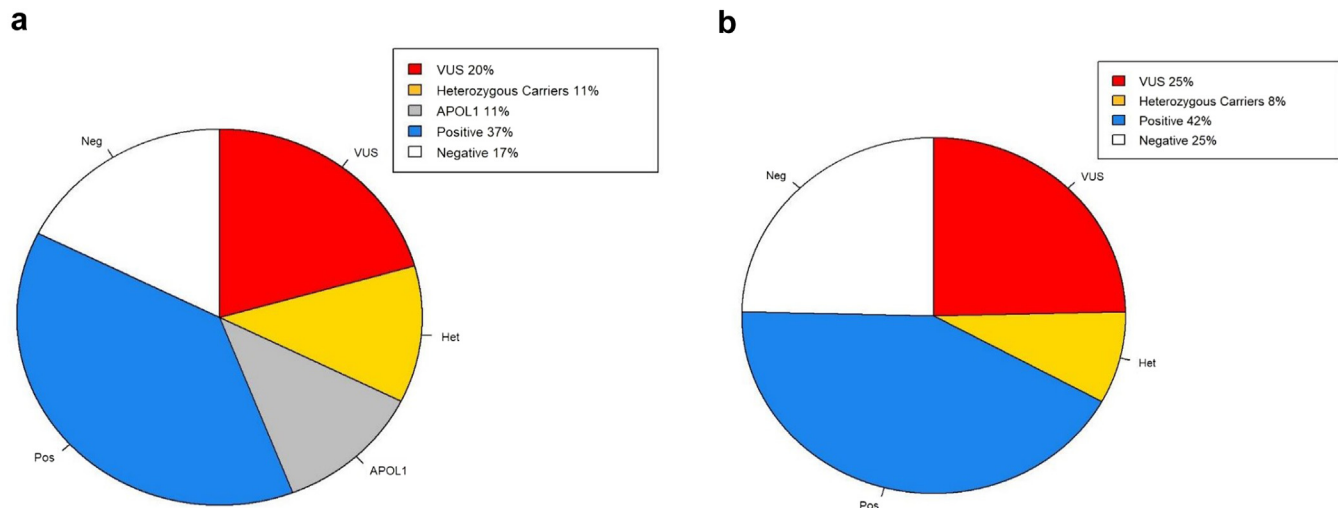 a
VUS 20%
Heterozygous Carriers 11%
APOL1 11%
Positive 37%
Negative 17%
Neg
VUS
Het
APOL1
Pos
b
VUS 25%
Heterozygous Carriers 8%
Positive 42%
Negative 25%
Neg
VUS
Het
Pos